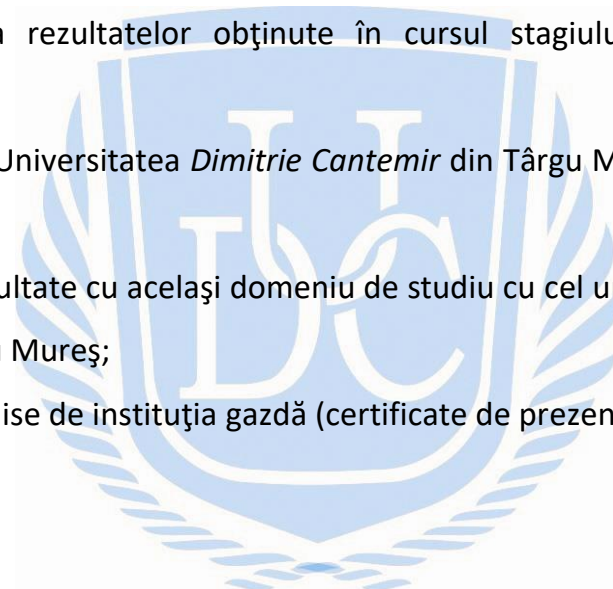 a rezultatelor obţinute în cursul stagiulu
Universitatea Dimitrie Cantemir din Târgu M
ultate cu acelaşi domeniu de studiu cu cel u
u Mureş;
ise de instituţia gazdă (certificate de prezen
UDC